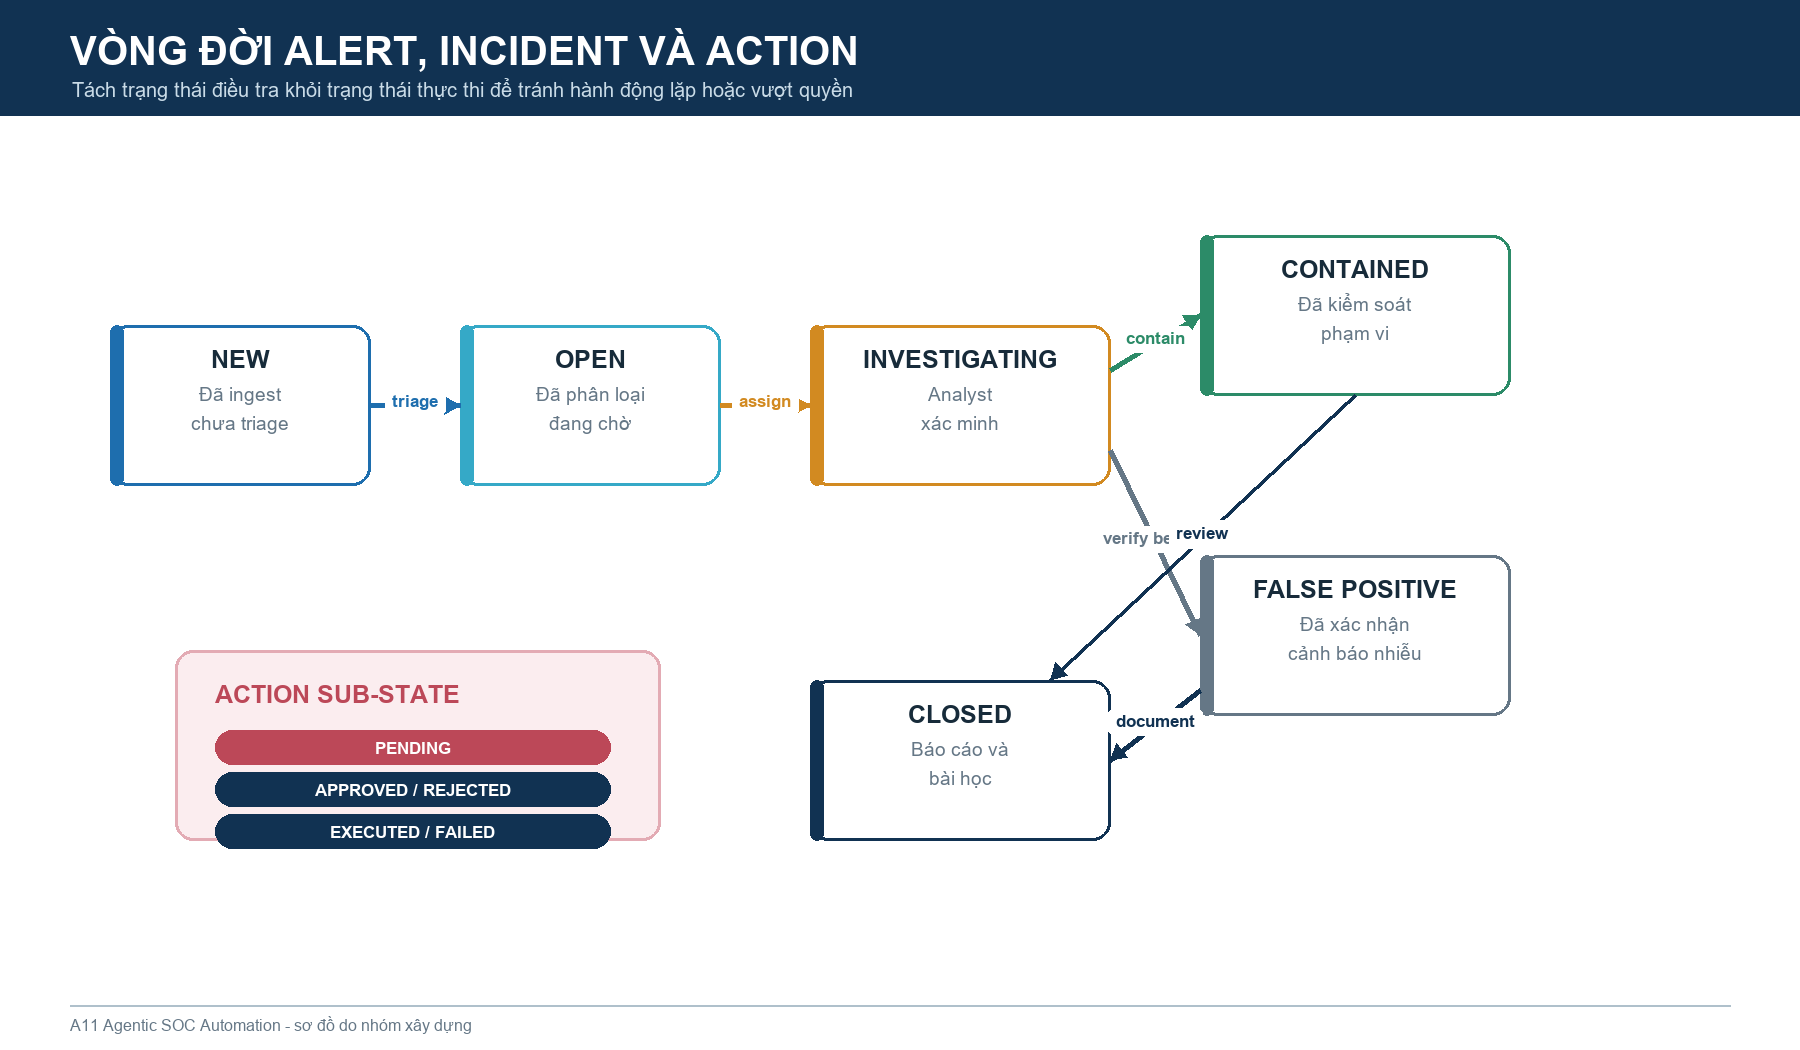 VÒNG ĐỜI ALERT, INCIDENT VÀ ACTION
Tách trạng thái điều tra khỏi trạng thái thực thi để tránh hành động lặp hoặc vượt quyền
NEW
Đã ingest
chưa triage
triage
OPEN
Đã phân loại
đang chờ
assign
INVESTIGATING
Analyst
xác minh
contain
CONTAINED
Đã kiểm soát
phạm vi
verify
review
FALSE POSITIVE
Đã xác nhận
cảnh báo nhiễu
document
CLOSED
Báo cáo và
bài học
ACTION SUB-STATE
PENDING
APPROVED / REJECTED
EXECUTED / FAILED
A11 Agentic SOC Automation - sơ đồ do nhóm xây dựng